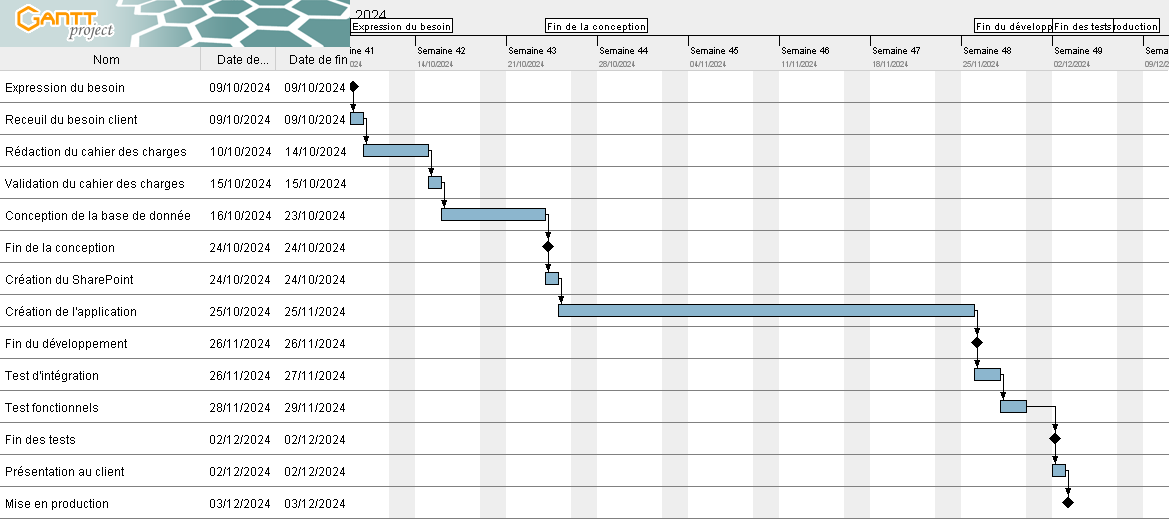 GANTT
project
2024
Expression du besoin
Fin de la conception
Fin du dévelop
Fin des tests
roduction
Nom
Date de...
Date de fin
ine 41
Semaine 42
Semaine 43
Semaine 44
Semaine 45
Semaine 46
Semaine 47
Semaine 48
Semaine 49
Sema
024
14/10/2024
21/10/2024
28/10/2024
04/11/2024
11/11/2024
18/11/2024
25/11/2024
02/12/2024
09/12/2
Expression du besoin 09/10/2024 09/10/2024
Receuil du besoin client 09/10/2024 09/10/2024
Rédaction du cahier des charges 10/10/2024 14/10/2024
Validation du cahier des charges 15/10/2024 15/10/2024
Conception de la base de donnée 16/10/2024 23/10/2024
Fin de la conception 24/10/2024 24/10/2024
Création du SharePoint 24/10/2024 24/10/2024
Création de l'application 25/10/2024 25/11/2024
Fin du développement 26/11/2024 26/11/2024
Test d'intégration 26/11/2024 27/11/2024
Test fonctionnels 28/11/2024 29/11/2024
Fin des tests 02/12/2024 02/12/2024
Présentation au client 02/12/2024 02/12/2024
Mise en production 03/12/2024 03/12/2024